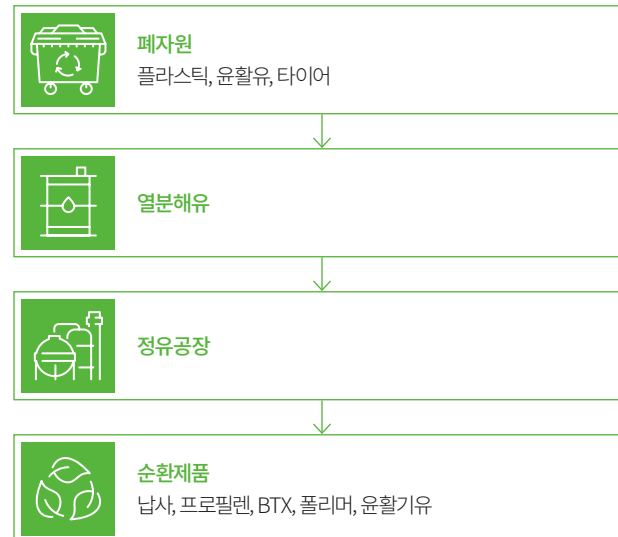 폐자원
플라스틱, 윤활유, 타이어
열분해유
정유공장
순환제품
납사, 프로필렌, BTX, 폴리머, 윤활기유